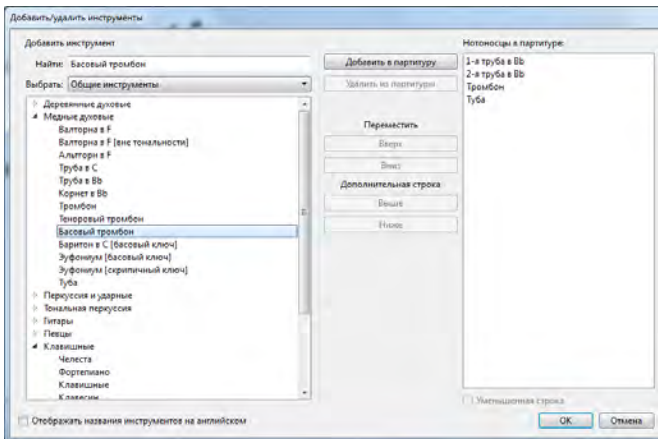 Добавить/удалить инструменты
Добавить инструмент
Найти: Басовый тромбон
Выбрать: Общие инструменты
Деревянные духовые
Медные духовые
Валторна в F
Валторна в F [вне тональности]
Альтгорн в F
Труба в C
Труба в Bb
Корнет в Bb
Тромбон
Теноровый тромбон
Басовый тромбон
Баритон в C [басовый ключ]
Эуфониум [басовый ключ]
Эуфониум [скрипичный ключ]
Туба
Перкуссия и ударные
Тональная перкуссия
Гитары
Певцы
Клавишные
Челеста
Фортепиано
Клавишные
Клавесин
Отображать названия инструментов на английском
Добавить в партитуру
Удалить из партитуры
Переместить
Вверх
Вниз
Дополнительная строка
Выше
Ниже
Нотоносцы в партитуре:
1-я труба в Bb
2-я труба в Bb
Тромбон
Туба
Уменьшенная строка
OK
Отмена